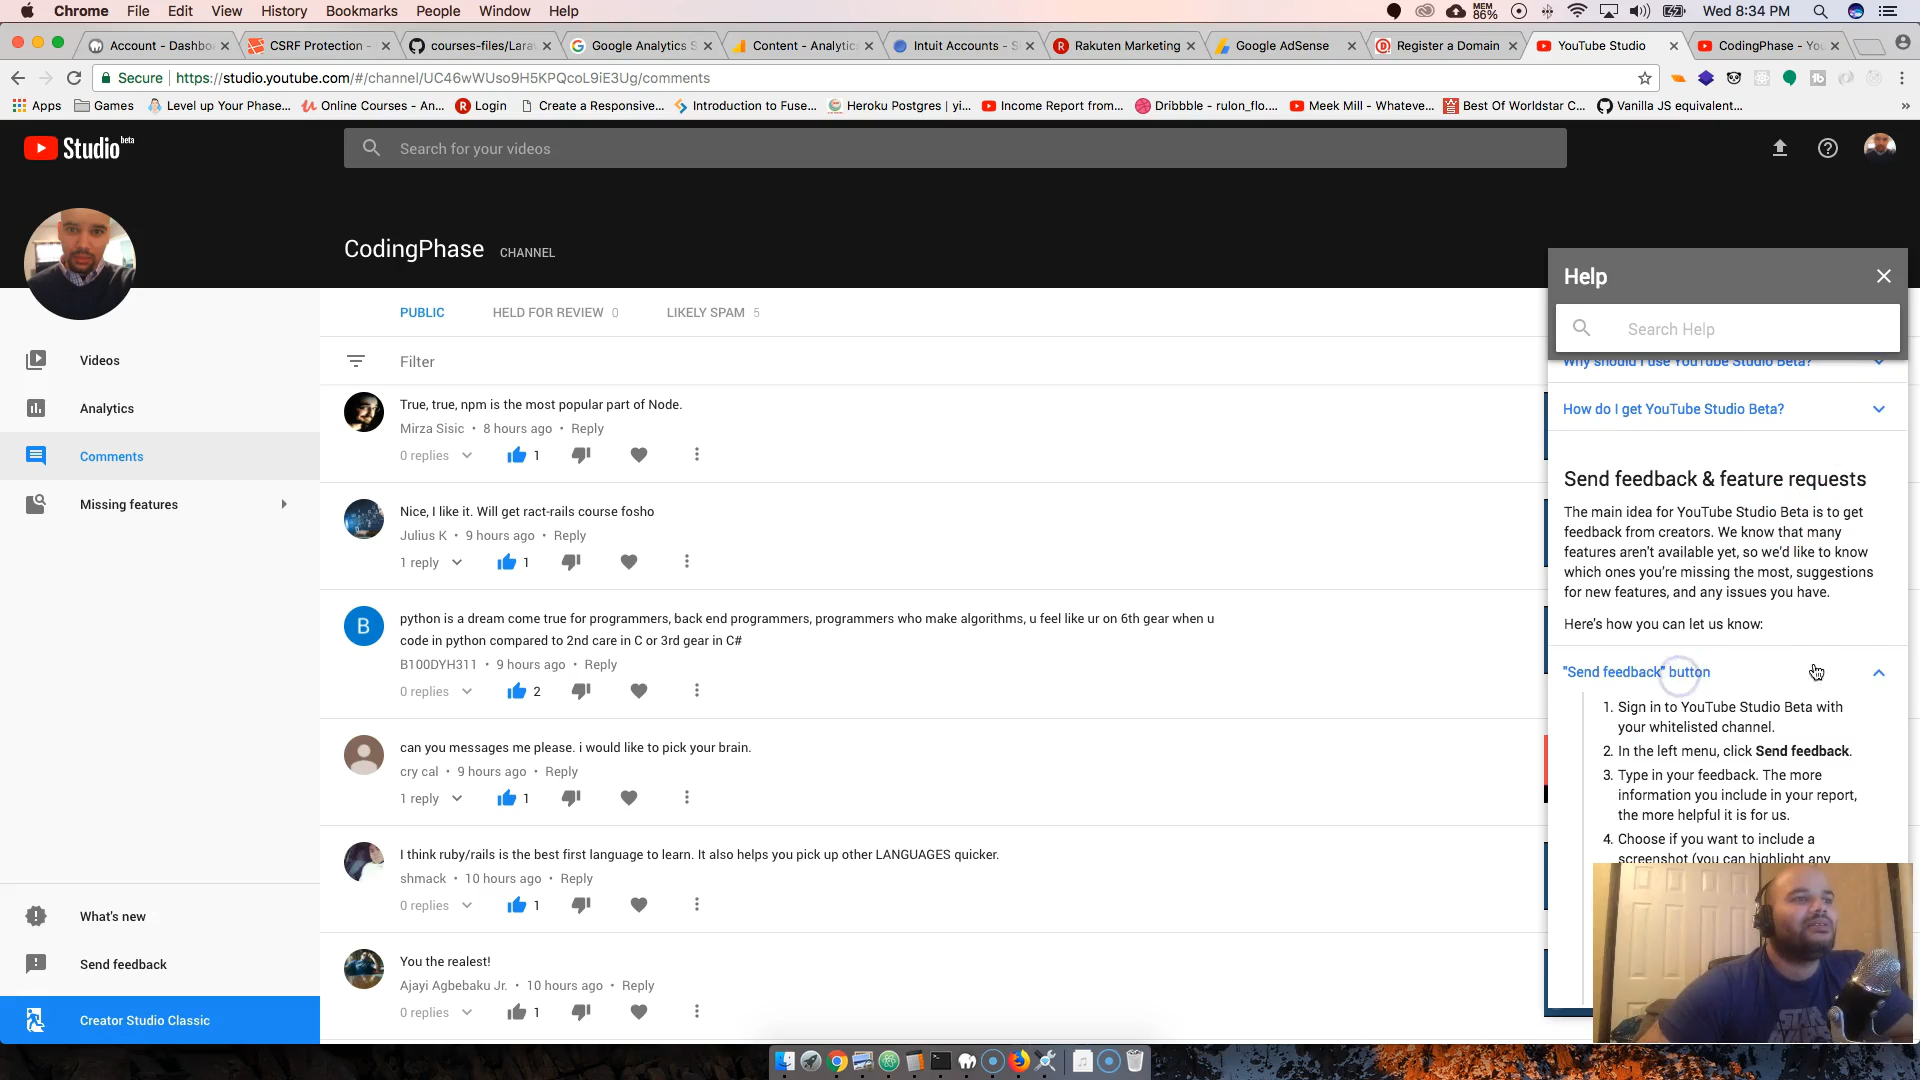 Chrome File Edit View History Bookmarks People Window Help
MEM 86% Wed 8:34 PM
Account - Dashbo
CSRF Protection -
courses-files/Lara
Google Analytics S
Content - Analytic
Intuit Accounts - S
Rakuten Marketing
Google AdSense
Register a Domain
YouTube Studio
CodingPhase - Yo
Secure https://studio.youtube.com/#/channel/UC46wWUso9H5KPQcoL9iE3Ug/comments
Apps Games Level up Your Phase... Online Courses - An... Login Create a Responsive... Introduction to Fuse... Heroku Postgres | yi... Income Report from... Dribbble - rulon_flo... Meek Mill - Whateve... Best Of Worldstar C... Vanilla JS equivalent...
Studio beta
Search for your videos
CodingPhase CHANNEL
Videos
Analytics
Comments
Missing features
What's new
Send feedback
Creator Studio Classic
PUBLIC HELD FOR REVIEW 0 LIKELY SPAM 5
Filter
True, true, npm is the most popular part of Node.
Mirza Sisic • 8 hours ago • Reply
0 replies 1
Nice, I like it. Will get ract-rails course fosho
Julius K • 9 hours ago • Reply
1 reply 1
B
python is a dream come true for programmers, back end programmers, programmers who make algorithms, u feel like ur on 6th gear when u
code in python compared to 2nd care in C or 3rd gear in C#
B100DYH311 • 9 hours ago • Reply
0 replies 2
can you messages me please. i would like to pick your brain.
cry cal • 9 hours ago • Reply
1 reply 1
I think ruby/rails is the best first language to learn. It also helps you pick up other LANGUAGES quicker.
shmack • 10 hours ago • Reply
0 replies 1
You the realest!
Ajayi Agbebaku Jr. • 10 hours ago • Reply
0 replies 1
Help
Search Help
Why should I use YouTube Studio Beta?
How do I get YouTube Studio Beta?
Send feedback & feature requests
The main idea for YouTube Studio Beta is to get
feedback from creators. We know that many
features aren't available yet, so we'd like to know
which ones you're missing the most, suggestions
for new features, and any issues you have.
Here's how you can let us know:
"Send feedback" button
1. Sign in to YouTube Studio Beta with
your whitelisted channel.
2. In the left menu, click Send feedback.
3. Type in your feedback. The more
information you include in your report,
the more helpful it is for us.
4. Choose if you want to include a
screenshot (you can highlight any